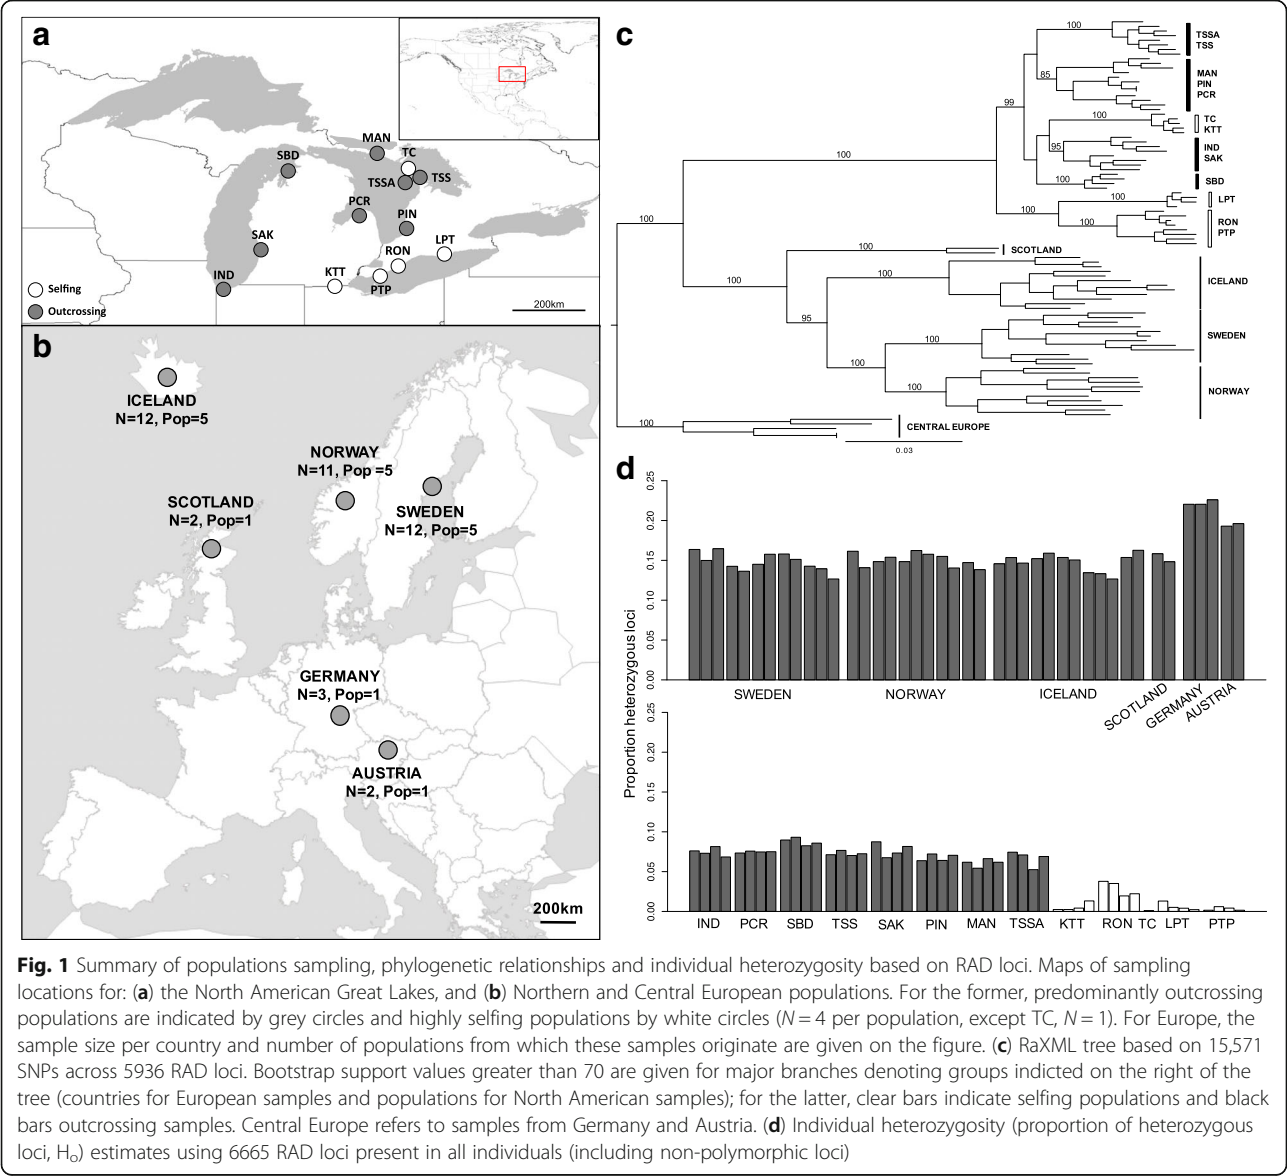 a
MAN
SBD
TC
TSSA
TSS
PCR
PIN
SAK
RON
LPT
IND
KTT
PTP
Selfing
Outcrossing
200km
b
ICELAND
N=12, Pop=5
NORWAY
N=11, Pop =5
SCOTLAND
N=2, Pop=1
SWEDEN
N=12, Pop=5
GERMANY
N=3, Pop=1
AUSTRIA
N=2, Pop=1
200km
c
100
TSSA
TSS
85
MAN
PIN
PCR
99
100
TC
KTT
95
IND
SAK
100
100
SBD
100
LPT
100
100
RON
PTP
100
100
SCOTLAND
100
ICELAND
100
95
SWEDEN
100
100
100
NORWAY
100
CENTRAL EUROPE
0.03
d
Proportion heterozygous loci
0.25
0.20
0.15
0.10
0.05
0.00
SWEDEN
NORWAY
ICELAND
SCOTLAND
GERMANY
AUSTRIA
0.25
0.20
0.15
0.10
0.05
0.00
IND PCR SBD TSS SAK PIN MAN TSSA KTT RON TC LPT PTP
Fig. 1 Summary of populations sampling, phylogenetic relationships and individual heterozygosity based on RAD loci. Maps of sampling
locations for: (a) the North American Great Lakes, and (b) Northern and Central European populations. For the former, predominantly outcrossing
populations are indicated by grey circles and highly selfing populations by white circles (N = 4 per population, except TC, N = 1). For Europe, the
sample size per country and number of populations from which these samples originate are given on the figure. (c) RaXML tree based on 15,571
SNPs across 5936 RAD loci. Bootstrap support values greater than 70 are given for major branches denoting groups indicted on the right of the
tree (countries for European samples and populations for North American samples); for the latter, clear bars indicate selfing populations and black
bars outcrossing samples. Central Europe refers to samples from Germany and Austria. (d) Individual heterozygosity (proportion of heterozygous
loci, Ho) estimates using 6665 RAD loci present in all individuals (including non-polymorphic loci)